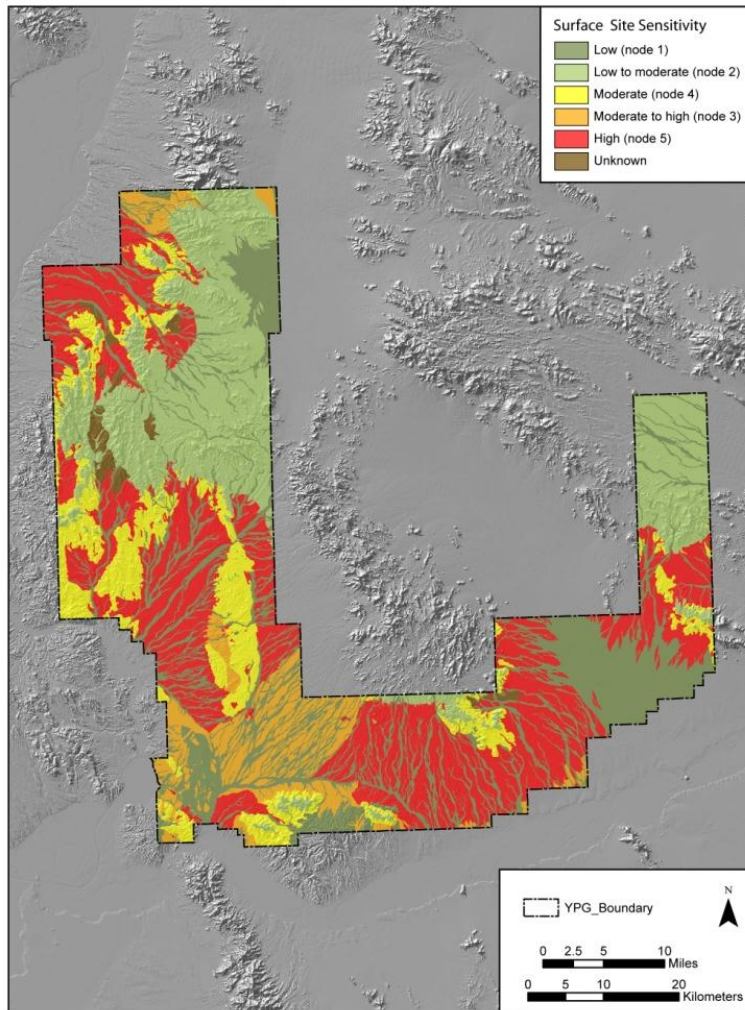 Surface Site Sensitivity
Low (node 1)
Low to moderate (node 2)
Moderate (node 4)
Moderate to high (node 3)
High (node 5)
Unknown
YPG_Boundary
N
0 2.5 5 10
Miles
0 5 10 20
Kilometers